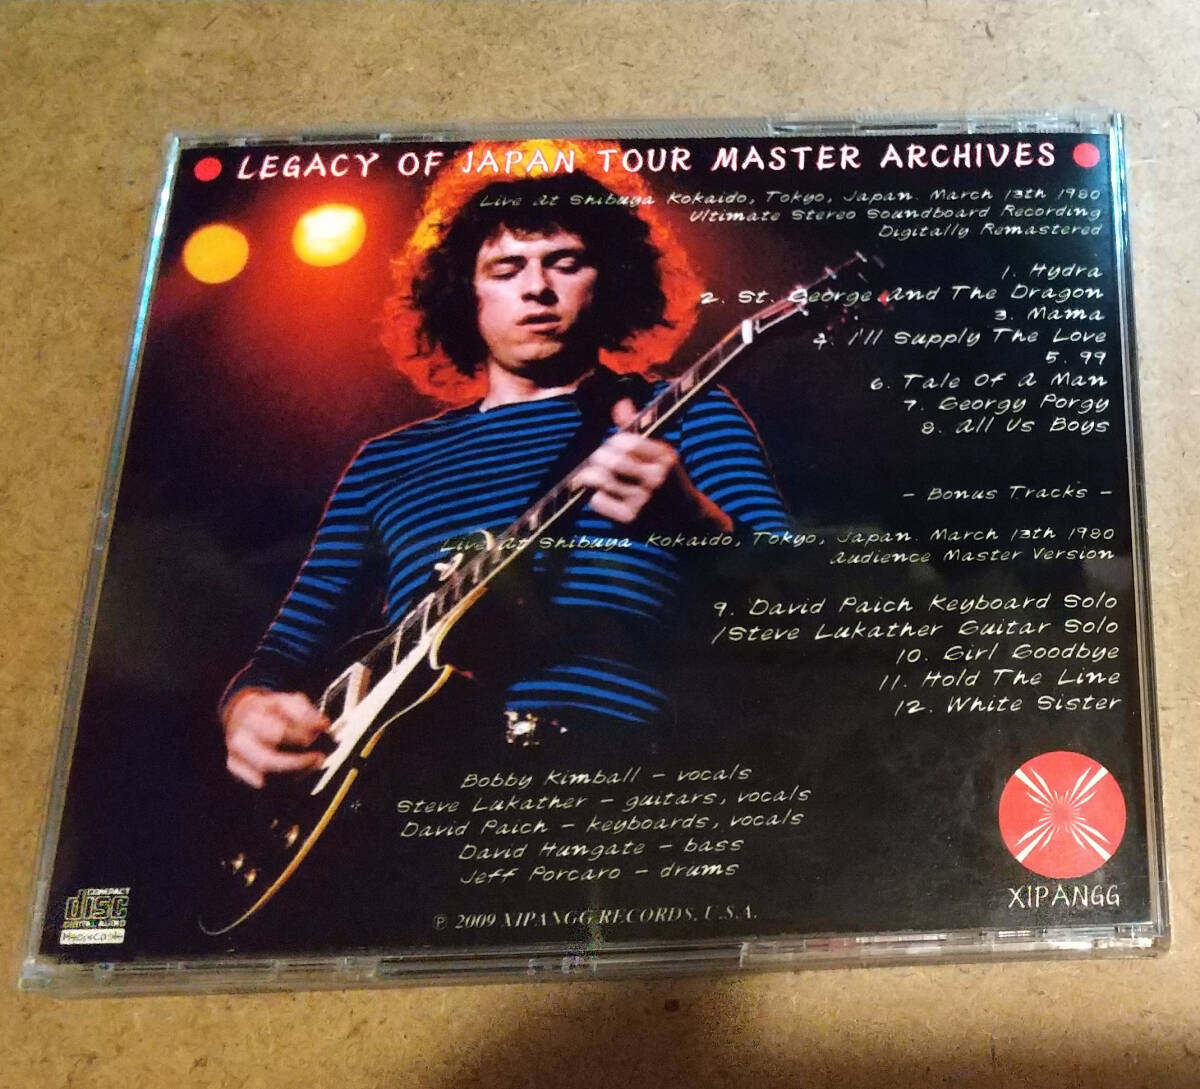 LEGACY OF JAPAN TOUR MASTER ARCHIVES
Live at Shibuya Kokaido, Tokyo, Japan. March 13th 1980
Ultimate Stereo Soundboard Recording
Digitally Remastered
1. Hydra
2. St. George and The Dragon
3. Mama
4. I'll Supply The Love
5. 99
6. Tale Of a Man
7. Georgy Porgy
8. All Us Boys
- Bonus Tracks -
Live at Shibuya Kokaido, Tokyo, Japan. March 13th 1980
Audience Master Version
9. David Paich Keyboard Solo
/Steve Lukather Guitar Solo
10. Girl Goodbye
11. Hold The Line
12. White Sister
Bobby Kimball - vocals
Steve Lukather - guitars, vocals
David Paich - keyboards, vocals
David Hungate - bass
Jeff Porcaro - drums
℗ 2009 XIPANGG RECORDS, U.S.A.
COMPACT
disc
DIGITAL AUDIO
XIPANGG